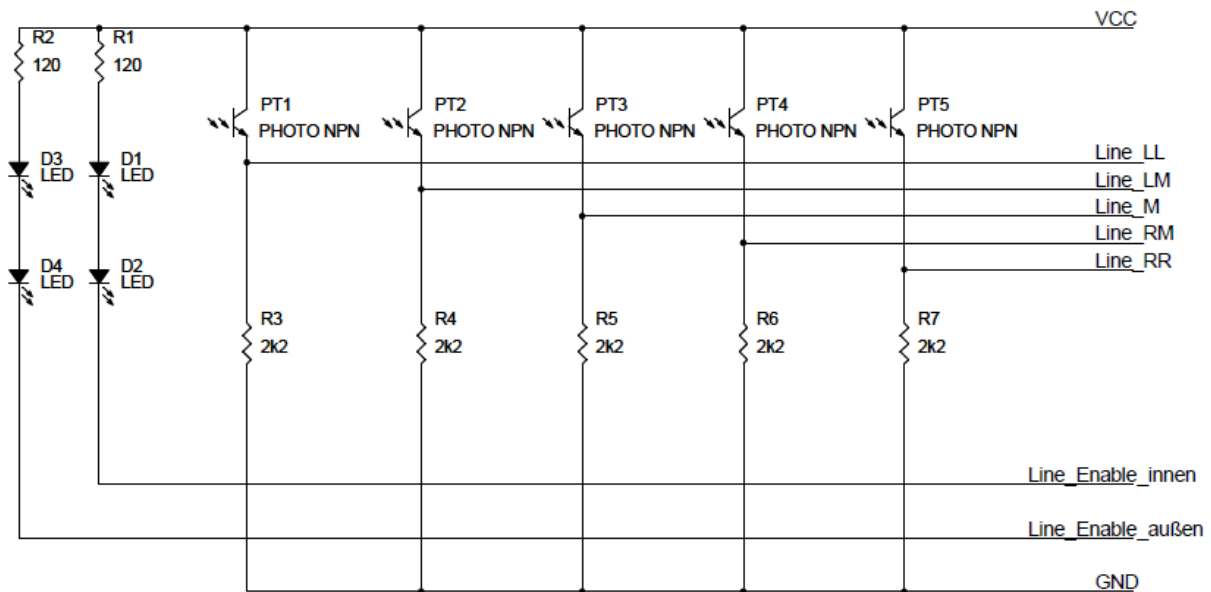 VCC
R2
120
R1
120
PT1
PHOTO NPN
PT2
PHOTO NPN
PT3
PHOTO NPN
PT4
PHOTO NPN
PT5
PHOTO NPN
D3
LED
D1
LED
Line_LL
Line_LM
Line_M
Line_RM
Line_RR
D4
LED
D2
LED
R3
2k2
R4
2k2
R5
2k2
R6
2k2
R7
2k2
Line_Enable_innen
Line_Enable_außen
GND